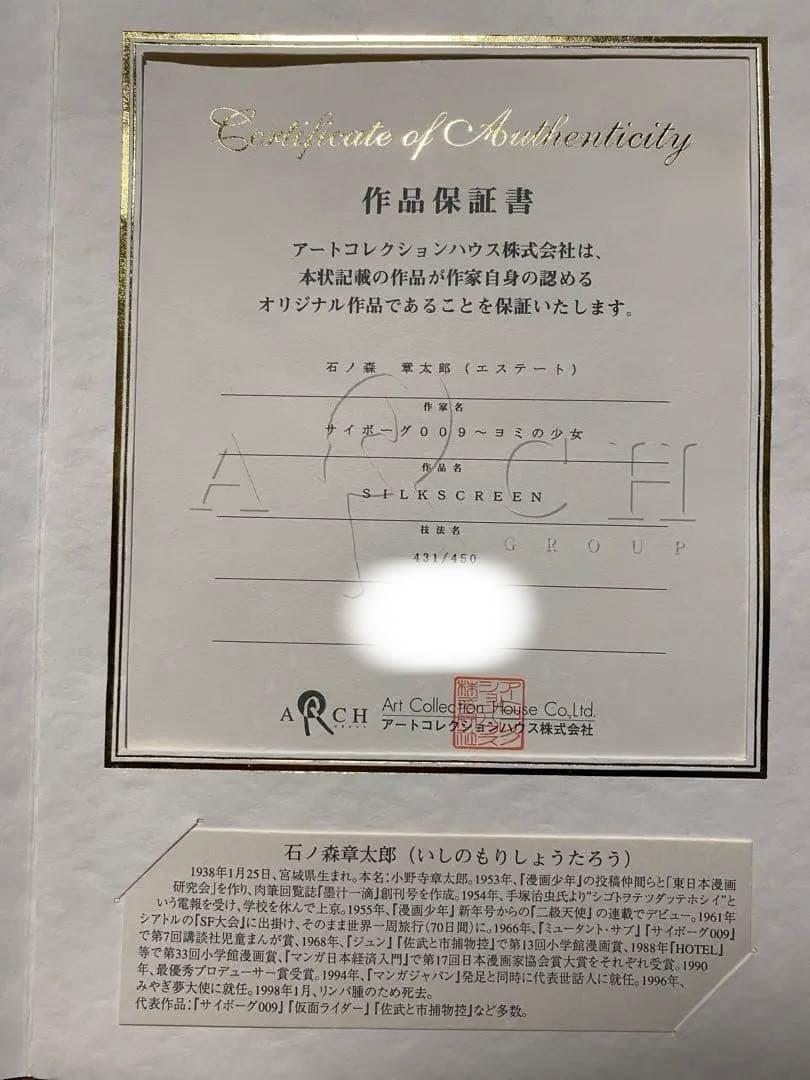 Certificate of Authenticity
作品保証書
アートコレクションハウス株式会社は、
本状記載の作品が作家自身の認める
オリジナル作品であることを保証いたします。
石ノ森 章太郎(エステート)
作家名
サイボーグ009～ヨミの少女
作品名
SILKSCREEN
技法名
431/450
ARCH GROUP
ARCH
Art Collection House Co.,Ltd.
アートコレクションハウス株式会社
石ノ森章太郎(いしのもりしょうたろう)
1938年1月25日、宮城県生まれ。本名：小野寺章太郎。1953年、『漫画少年』の投稿仲間らと「東日本漫画
研究会」を作り、肉筆回覧誌『墨汁一滴』創刊号を作成。1954年、手塚治虫氏より"シゴトヲテツダッテホシイ"と
いう電報を受け、学校を休んで上京。1955年、『漫画少年』新年号からの『二級天使』の連載でデビュー。1961年
シアトルの『SF大会』に出掛け、そのまま世界一周旅行(70日間)に。1966年、『ミュータント・サブ』『サイボーグ009』
で第7回講談社児童まんが賞、1968年、『ジュン』『佐武と市捕物控』で第13回小学館漫画賞、1988年『HOTEL』
等で第33回小学館漫画賞、『マンガ日本経済入門』で第17回日本漫画家協会賞大賞をそれぞれ受賞。1990
年、最優秀プロデューサー賞受賞。1994年、『マンガジャパン』発足と同時に代表世話人に就任。1996年、
みやぎ夢大使に就任。1998年1月、リンパ腫のため死去。
代表作品：『サイボーグ009』『仮面ライダー』『佐武と市捕物控』など多数。